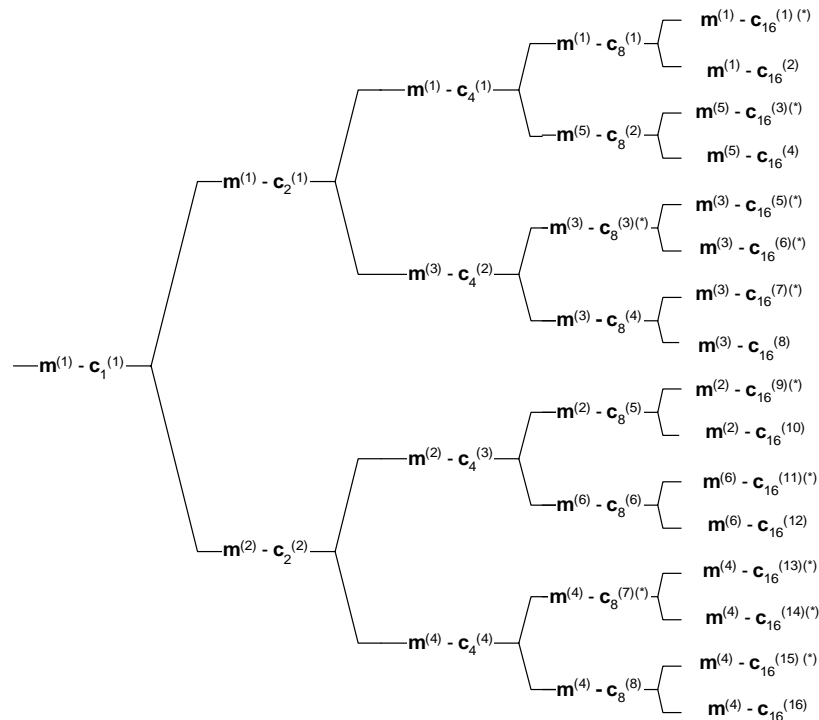 m(1) - c16(1) (*)
m(1) - c8(1)
m(1) - c16(2)
m(1) - c4(1)
m(5) - c16(3)(*)
m(5) - c8(2)
m(5) - c16(4)
m(1) - c2(1)
m(3) - c16(5)(*)
m(3) - c8(3)(*)
m(3) - c16(6)(*)
m(3) - c4(2)
m(3) - c16(7)(*)
m(3) - c8(4)
m(3) - c16(8)
m(1) - c1(1)
m(2) - c16(9)(*)
m(2) - c8(5)
m(2) - c16(10)
m(2) - c4(3)
m(6) - c16(11)(*)
m(6) - c8(6)
m(6) - c16(12)
m(2) - c2(2)
m(4) - c16(13)(*)
m(4) - c8(7)(*)
m(4) - c16(14)(*)
m(4) - c4(4)
m(4) - c16(15) (*)
m(4) - c8(8)
m(4) - c16(16)